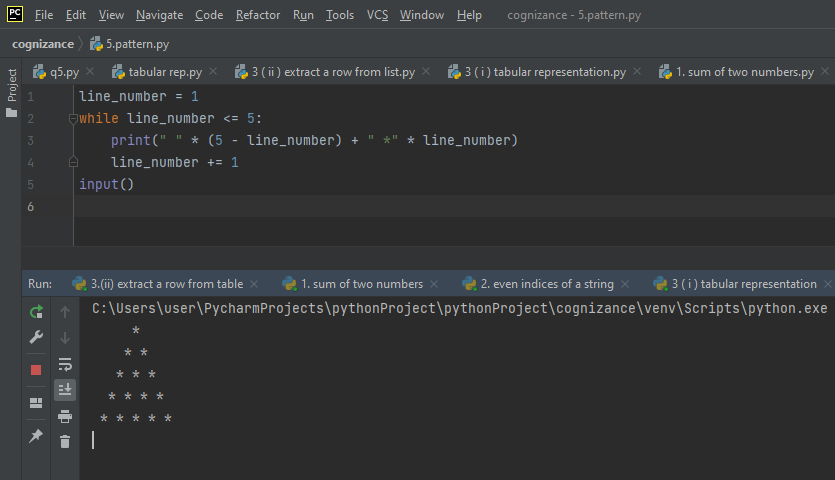 PC File Edit View Navigate Code Refactor Run Tools VCS Window Help cognizance - 5.pattern.py
cognizance 5.pattern.py
Project
q5.py tabular rep.py 3 ( ii ) extract a row from list.py 3 ( i ) tabular representation.py 1. sum of two numbers.py
1 line_number = 1
2 while line_number <= 5:
3     print(" " * (5 - line_number) + " *" * line_number)
4     line_number += 1
5 input()
6
Run: 3.(ii) extract a row from table 1. sum of two numbers 2. even indices of a string 3 ( i ) tabular representation
C:\Users\user\PycharmProjects\pythonProject\pythonProject\cognizance\venv\Scripts\python.exe
     *
    * *
   * * *
  * * * *
 * * * * *